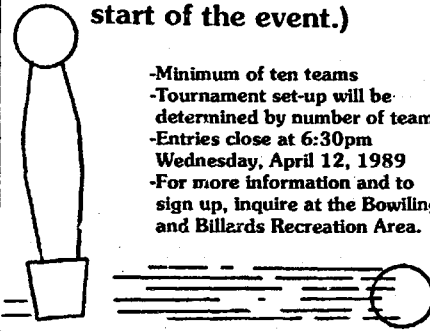 start of the event.)
-Minimum of ten teams
-Tournament set-up will be
determined by number of team
-Entries close at 6:30pm
Wednesday, April 12, 1989
-For more information and to
sign up, inquire at the Bowiling
and Billards Recreation Area.